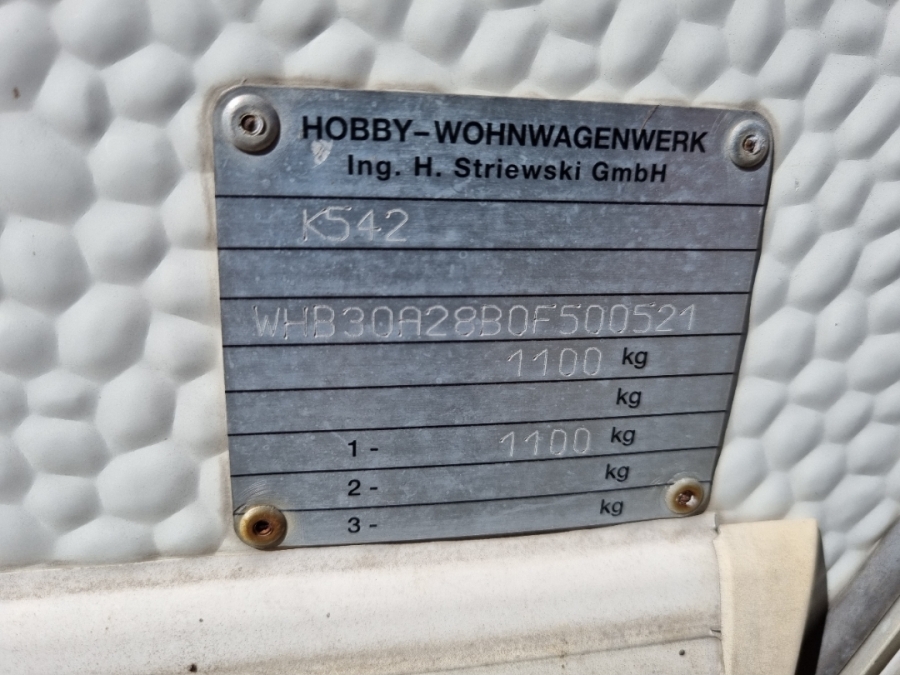 HOBBY-WOHNWAGENWERK
Ing. H. Striewski GmbH
K542
WHB30A28B0F500521
1100 kg
kg
1- 1100 kg
2- kg
3- kg